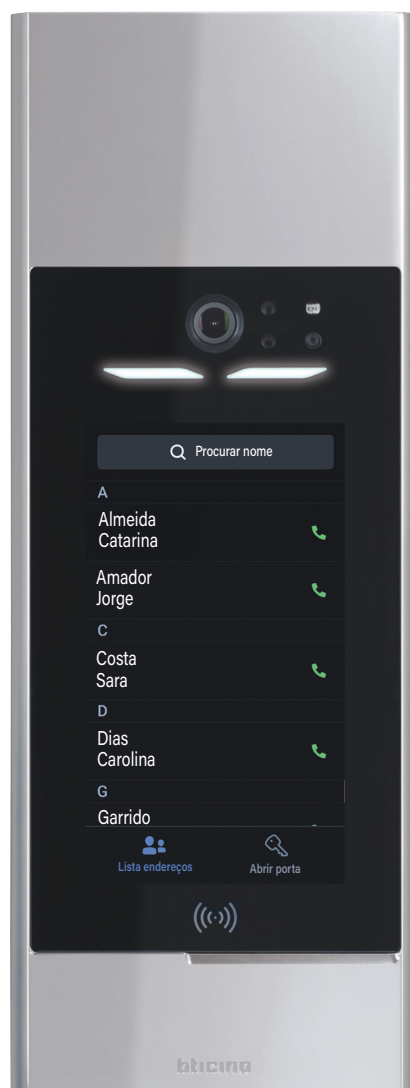 Procurar nome
A
Almeida
Catarina
Amador
Jorge
C
Costa
Sara
D
Dias
Carolina
G
Garrido
Lista endereços
Abrir porta
bticino